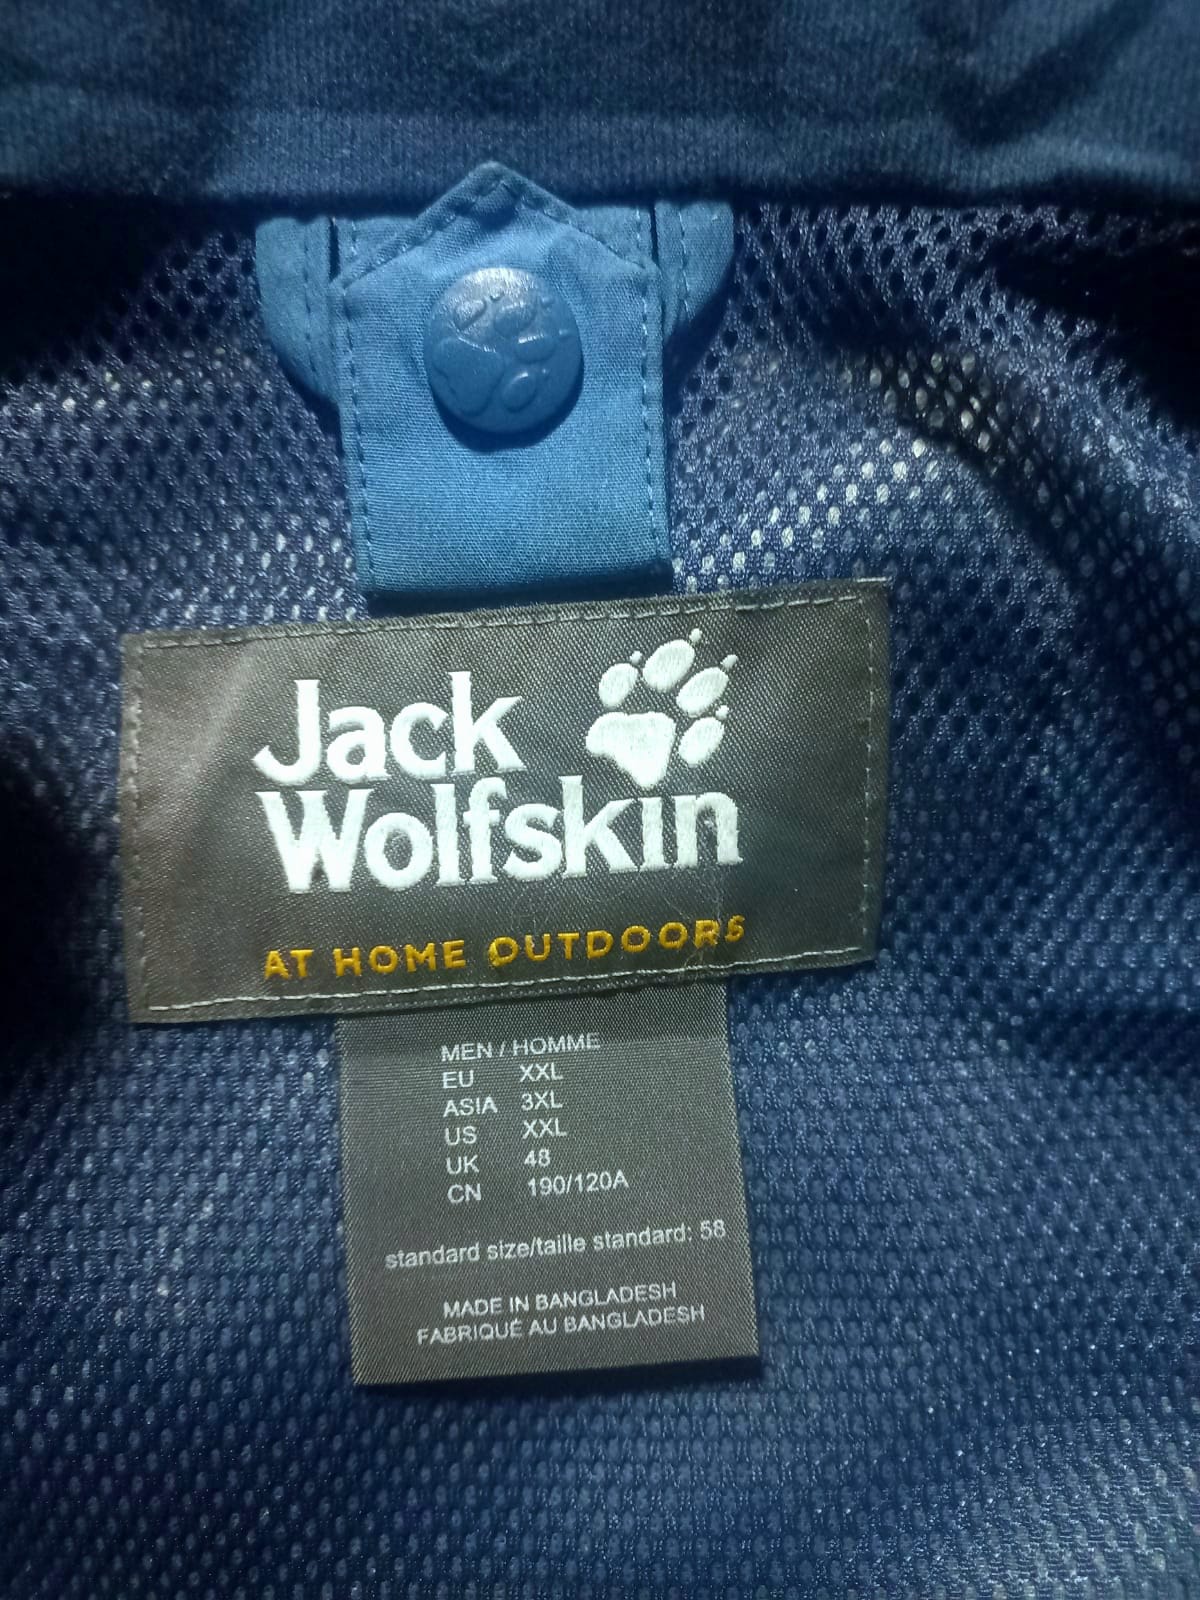 Jack
Wolfskin
AT HOME OUTDOORS
MEN / HOMME
EU XXL
ASIA 3XL
US XXL
UK 48
CN 190/120A
standard size/taille standard: 58
MADE IN BANGLADESH
FABRIQUÉ AU BANGLADESH